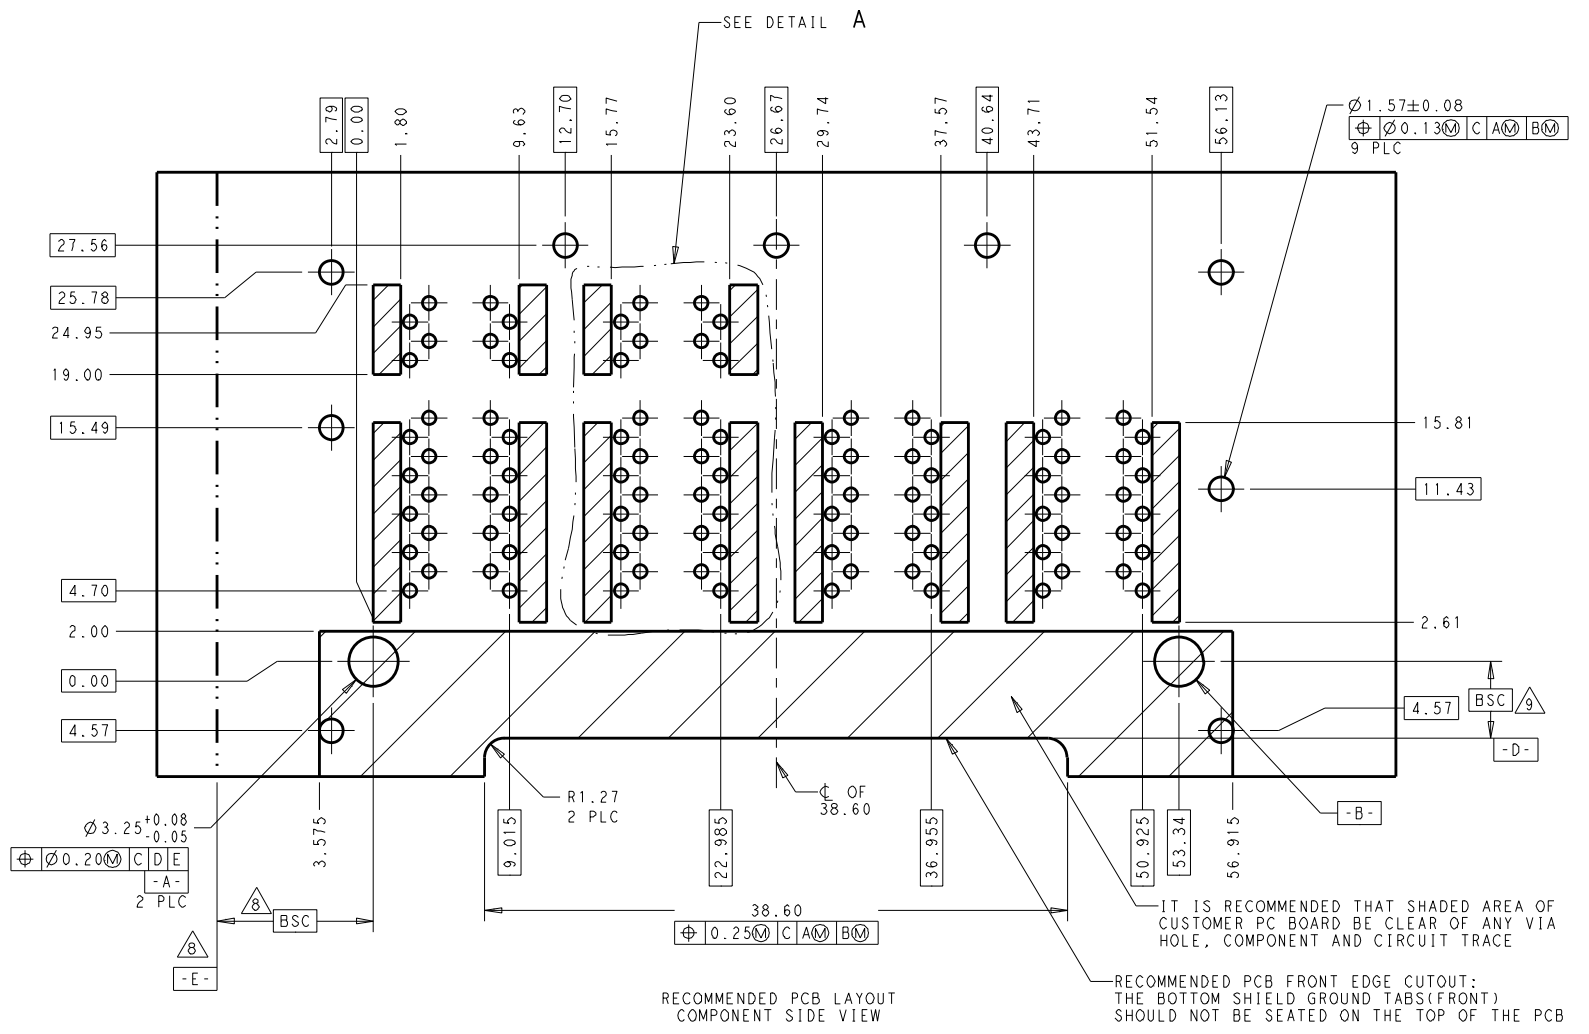 SEE DETAIL A
2.79
0.00
1.80
9.63
12.70
15.77
23.60
26.67
29.74
37.57
40.64
43.71
51.54
56.13
Ø1.57±0.08
⌖ Ø0.13Ⓜ C AⓂ BⓂ
9 PLC
27.56
25.78
24.95
19.00
15.49
15.81
11.43
4.70
2.00
2.61
0.00
4.57
BSC 9
4.57
-D-
R1.27
2 PLC
℄ OF
38.60
-B-
Ø3.25 +0.08
-0.05
⌖ Ø0.20Ⓜ C D E
-A-
2 PLC
3.575
9.015
22.985
36.955
50.925
53.34
56.915
8
BSC
38.60
⌖ 0.25Ⓜ C AⓂ BⓂ
8
-E-
IT IS RECOMMENDED THAT SHADED AREA OF
CUSTOMER PC BOARD BE CLEAR OF ANY VIA
HOLE, COMPONENT AND CIRCUIT TRACE
RECOMMENDED PCB FRONT EDGE CUTOUT:
THE BOTTOM SHIELD GROUND TABS(FRONT)
SHOULD NOT BE SEATED ON THE TOP OF THE PCB
RECOMMENDED PCB LAYOUT
COMPONENT SIDE VIEW